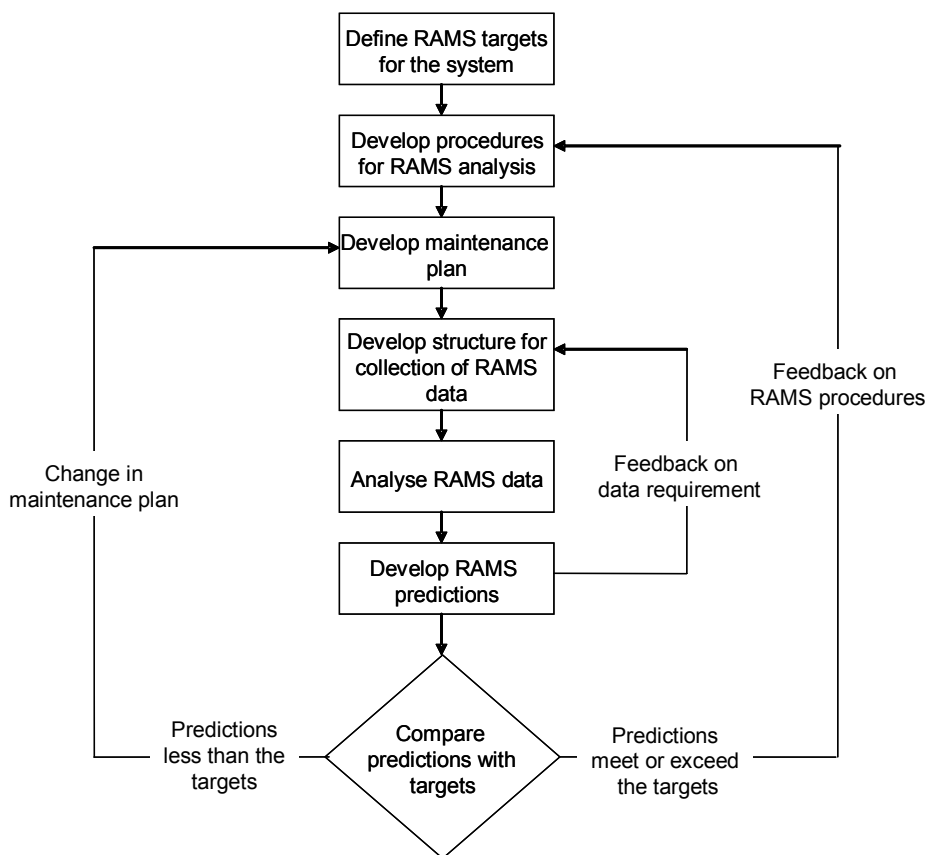 Define RAMS targets
for the system
Develop procedures
for RAMS analysis
Develop maintenance
plan
Develop structure for
collection of RAMS
data
Feedback on
RAMS procedures
Change in
maintenance plan
Analyse RAMS data
Feedback on
data requirement
Develop RAMS
predictions
Predictions
less than the
targets
Compare
predictions with
targets
Predictions
meet or exceed
the targets